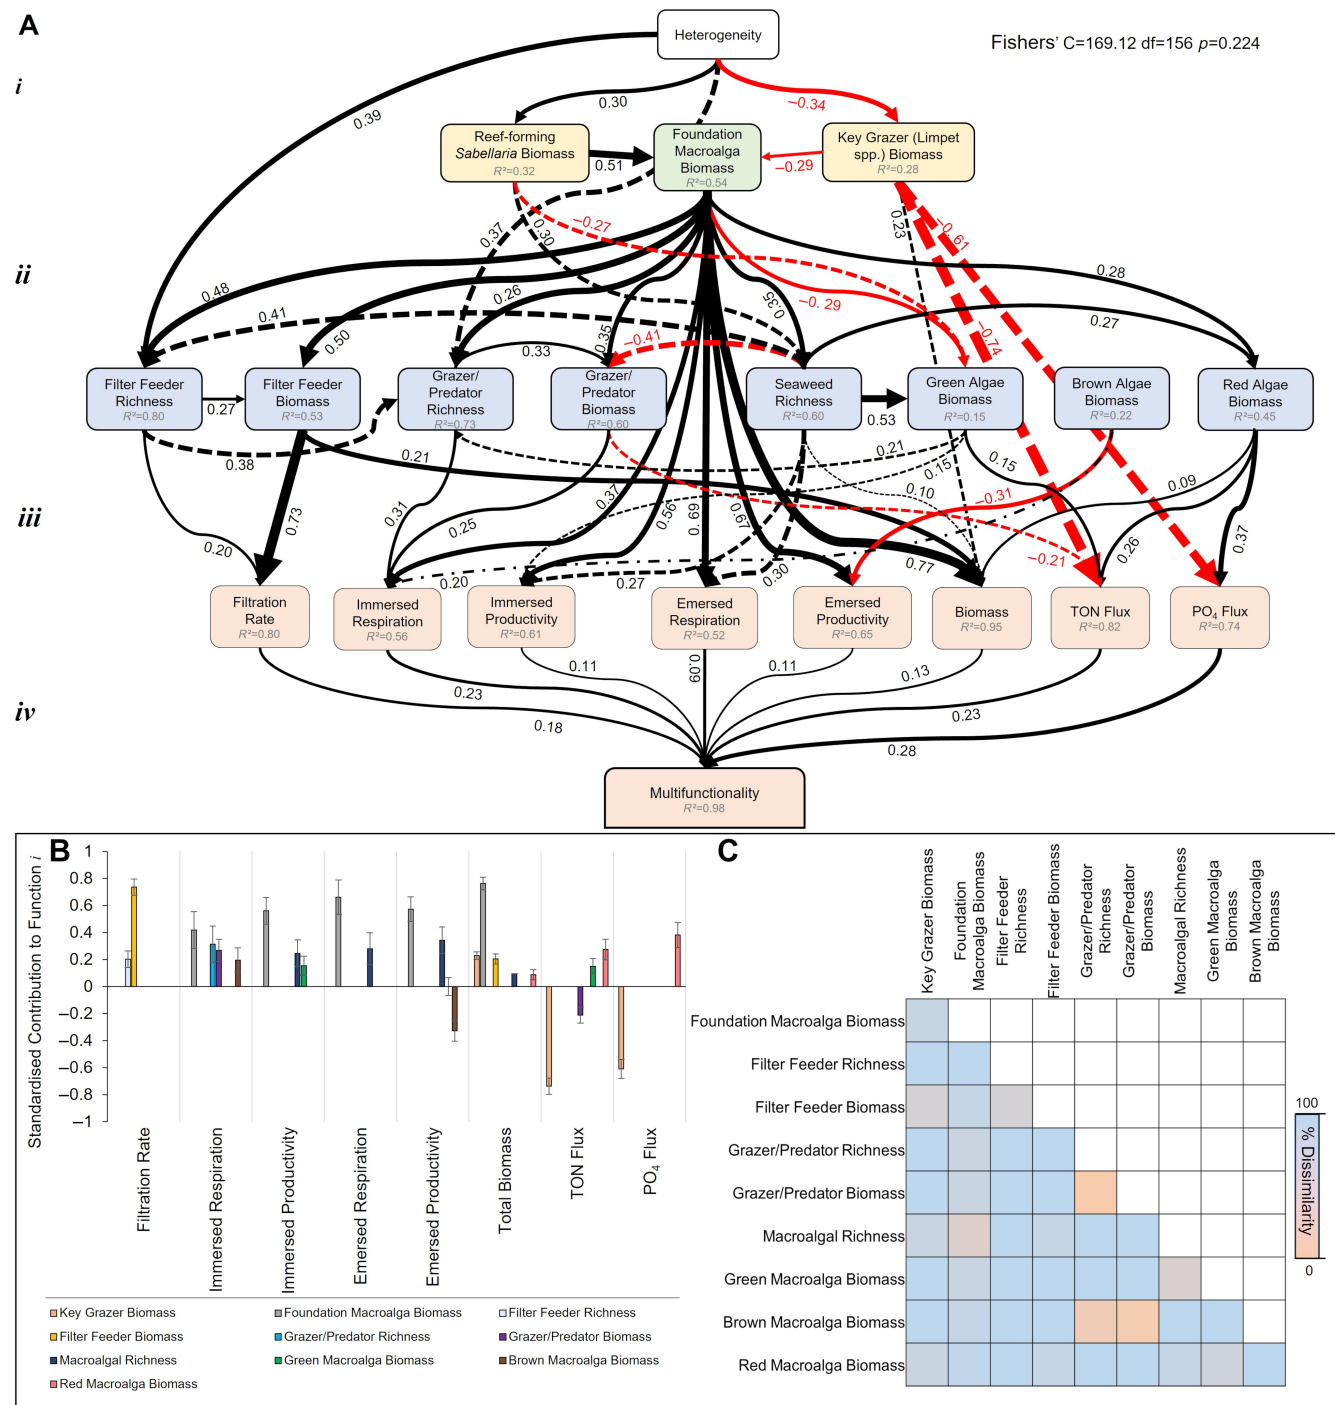 A
Heterogeneity
Fishers' C=169.12 df=156 p=0.224
i
0.39
0.30
−0.34
Reef-forming
Sabellaria Biomass
R²=0.32
0.51
Foundation
Macroalga
Biomass
R²=0.54
−0.29
Key Grazer (Limpet
spp.) Biomass
R²=0.28
ii
0.48
0.41
0.50
0.37
0.26
0.30
−0.27
0.35
−0.41
0.33
0.35
−0.29
0.23
−0.61
−0.74
0.28
0.27
Filter Feeder
Richness
R²=0.80
0.27
Filter Feeder
Biomass
R²=0.53
Grazer/
Predator
Richness
R²=0.73
Grazer/
Predator
Biomass
R²=0.60
Seaweed
Richness
R²=0.60
0.53
Green Algae
Biomass
R²=0.15
Brown Algae
Biomass
R²=0.22
Red Algae
Biomass
R²=0.45
iii
0.38
0.20
0.73
0.21
0.31
0.25
0.37
0.56
0.69
0.67
0.21
0.15
0.10
0.15
−0.31
0.09
0.20
0.27
0.30
0.77
−0.21
0.26
0.37
Filtration
Rate
R²=0.80
Immersed
Respiration
R²=0.56
Immersed
Productivity
R²=0.61
Emersed
Respiration
R²=0.52
Emersed
Productivity
R²=0.65
Biomass
R²=0.95
TON Flux
R²=0.82
PO₄ Flux
R²=0.74
iv
0.18
0.23
0.11
0.09
0.11
0.13
0.23
0.28
Multifunctionality
R²=0.98
B
Standardised Contribution to Function i
1
0.8
0.6
0.4
0.2
0
−0.2
−0.4
−0.6
−0.8
−1
Filtration Rate
Immersed Respiration
Immersed Productivity
Emersed Respiration
Emersed Productivity
Total Biomass
TON Flux
PO₄ Flux
Key Grazer Biomass
Foundation Macroalga Biomass
Filter Feeder Richness
Filter Feeder Biomass
Grazer/Predator Richness
Grazer/Predator Biomass
Macroalgal Richness
Green Macroalga Biomass
Brown Macroalga Biomass
Red Macroalga Biomass
C
Key Grazer Biomass
Foundation
Macroalga Biomass
Filter Feeder
Richness
Filter Feeder Biomass
Grazer/Predator
Richness
Grazer/Predator
Biomass
Macroalgal Richness
Green Macroalga
Biomass
Brown Macroalga
Biomass
Foundation Macroalga Biomass
Filter Feeder Richness
Filter Feeder Biomass
Grazer/Predator Richness
Grazer/Predator Biomass
Macroalgal Richness
Green Macroalga Biomass
Brown Macroalga Biomass
Red Macroalga Biomass
100
% Dissimilarity
0